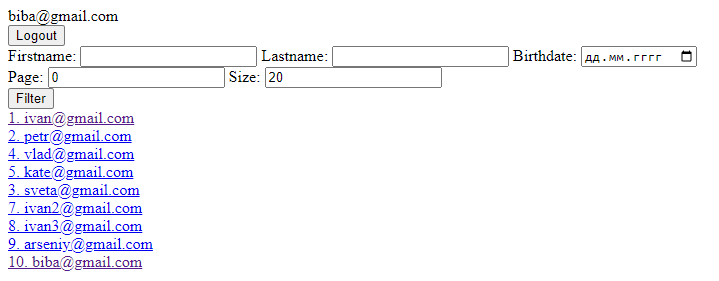 biba@gmail.com
Logout
Firstname: Lastname: Birthdate: дд.мм.гггг
Page: 0 Size: 20
Filter
1. ivan@gmail.com
2. petr@gmail.com
4. vlad@gmail.com
5. kate@gmail.com
3. sveta@gmail.com
7. ivan2@gmail.com
8. ivan3@gmail.com
9. arseniy@gmail.com
10. biba@gmail.com